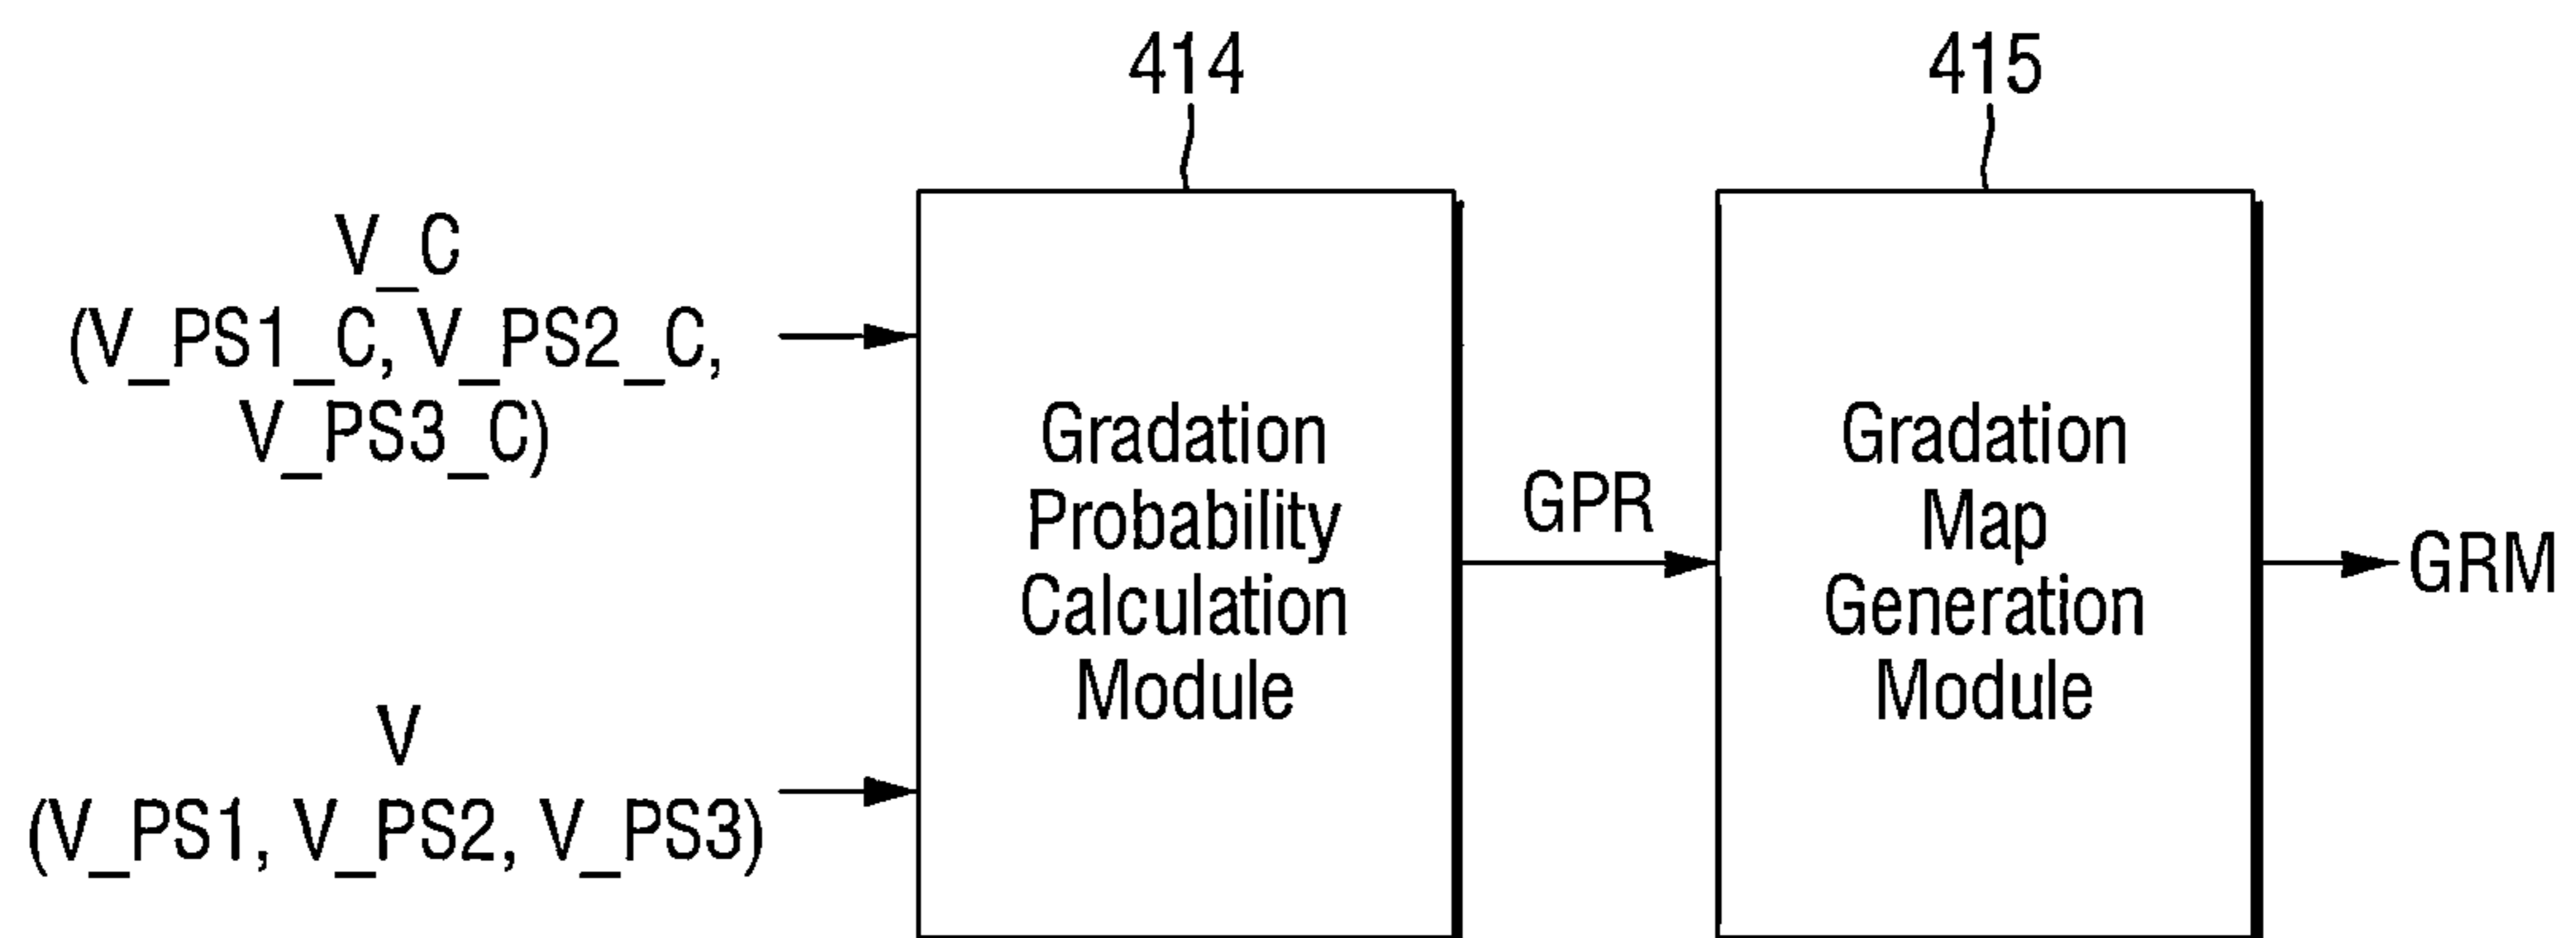 414
415
V_C
(V_PS1_C, V_PS2_C,
V_PS3_C)
Gradation
Probability
Calculation
Module
GPR
Gradation
Map
Generation
Module
GRM
V
(V_PS1, V_PS2, V_PS3)